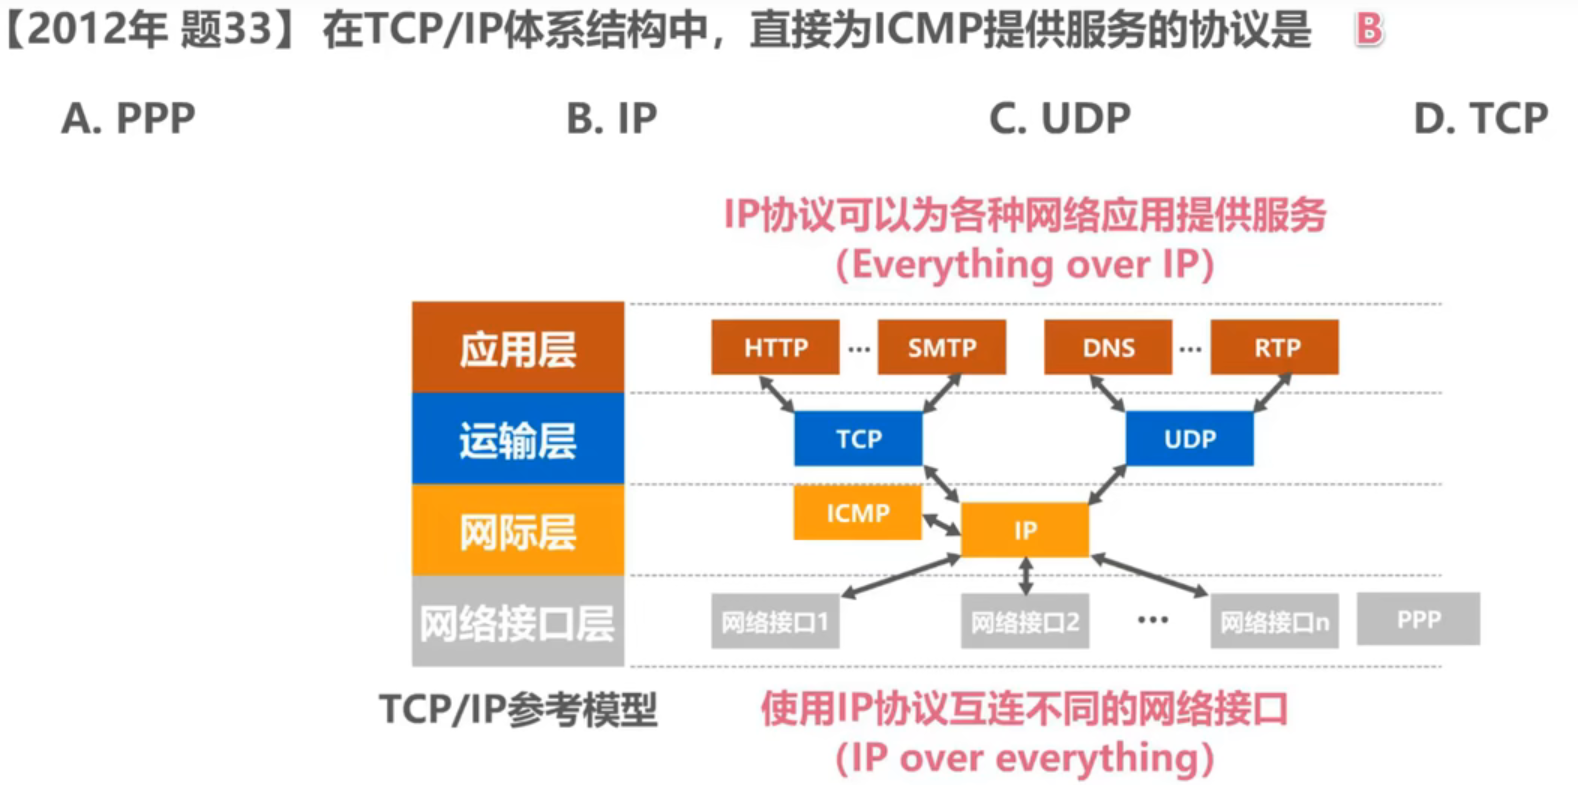 【2012年 题33】 在TCP/IP体系结构中，直接为ICMP提供服务的协议是 B
A. PPP B. IP C. UDP D. TCP
IP协议可以为各种网络应用提供服务
（Everything over IP）
应用层 HTTP ··· SMTP DNS ··· RTP
运输层 TCP UDP
网际层 ICMP IP
网络接口层 网络接口1 网络接口2 ··· 网络接口n PPP
TCP/IP参考模型 使用IP协议互连不同的网络接口
（IP over everything）